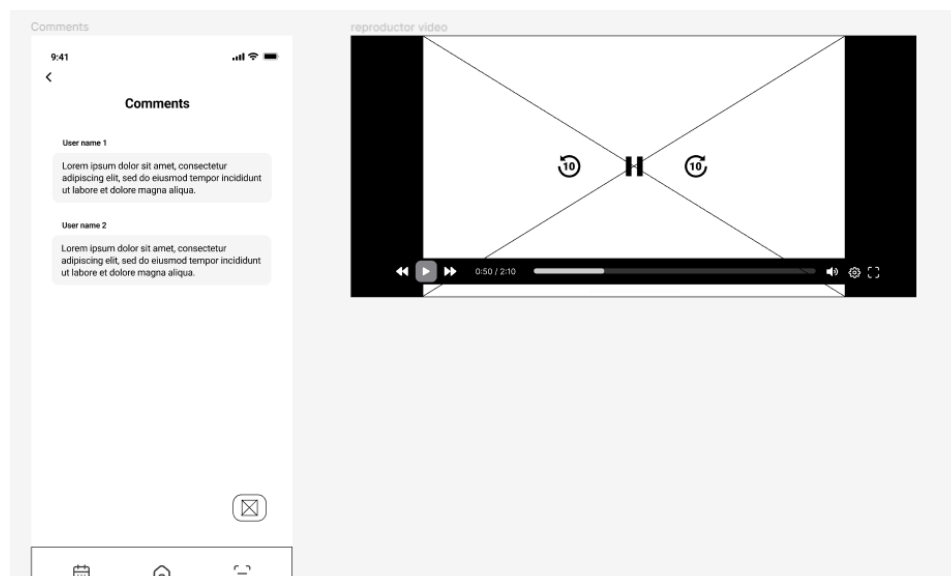 Comments
9:41
Comments
User name 1
Lorem ipsum dolor sit amet, consectetur
adipiscing elit, sed do eiusmod tempor incididunt
ut labore et dolore magna aliqua.
User name 2
Lorem ipsum dolor sit amet, consectetur
adipiscing elit, sed do eiusmod tempor incididunt
ut labore et dolore magna aliqua.
reproductor video
10
10
0:50 / 2:10